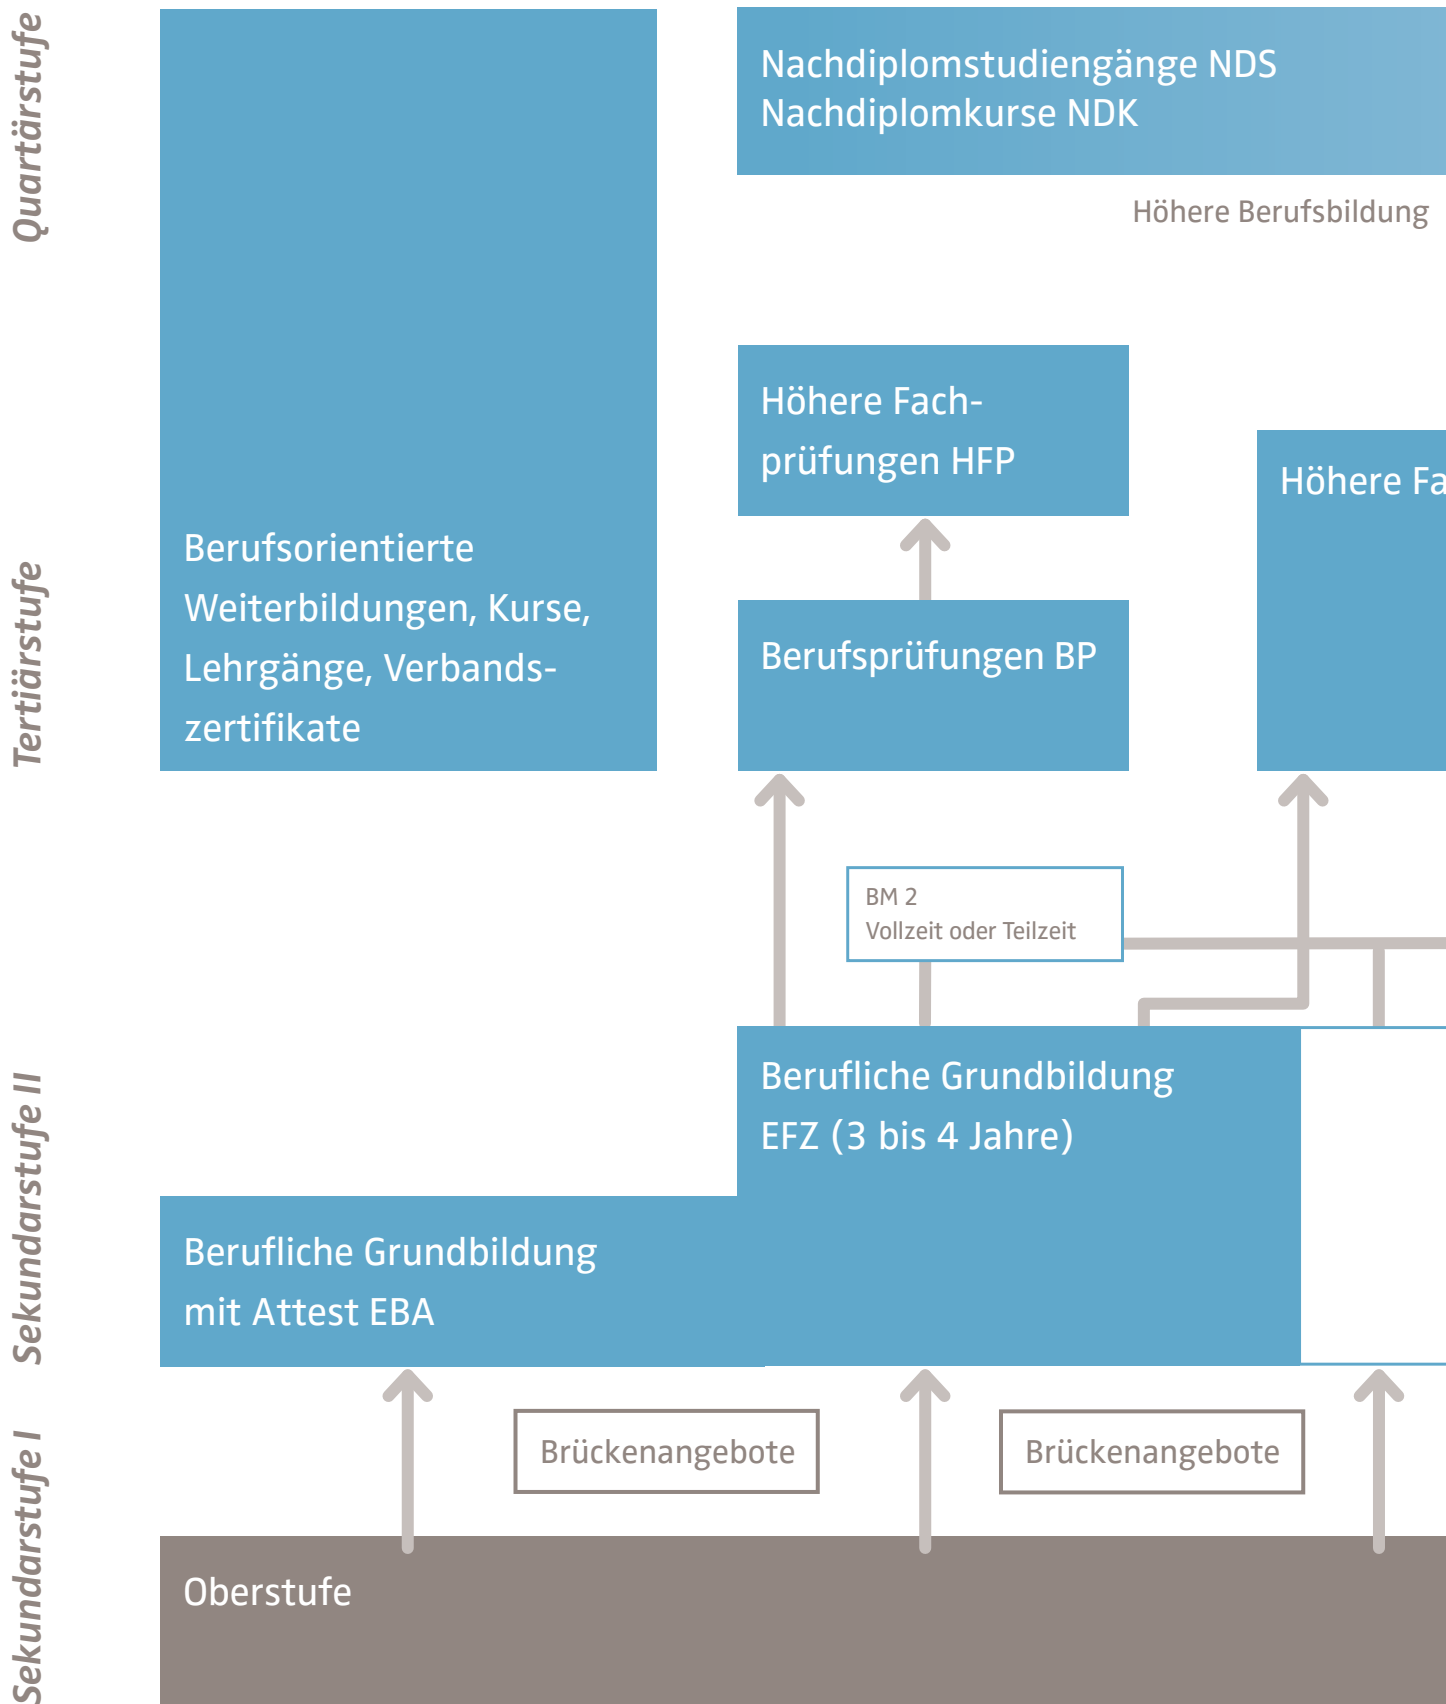 Quartärstufe
Nachdiplomstudiengänge NDS
Nachdiplomkurse NDK
Höhere Berufsbildung
Tertiärstufe
Berufsorientierte
Weiterbildungen, Kurse,
Lehrgänge, Verbands-
zertifikate
Höhere Fach-
prüfungen HFP
Höhere Fa
Berufsprüfungen BP
BM 2
Vollzeit oder Teilzeit
Sekundarstufe II
Berufliche Grundbildung
EFZ (3 bis 4 Jahre)
Berufliche Grundbildung
mit Attest EBA
Sekundarstufe I
Brückenangebote
Brückenangebote
Oberstufe